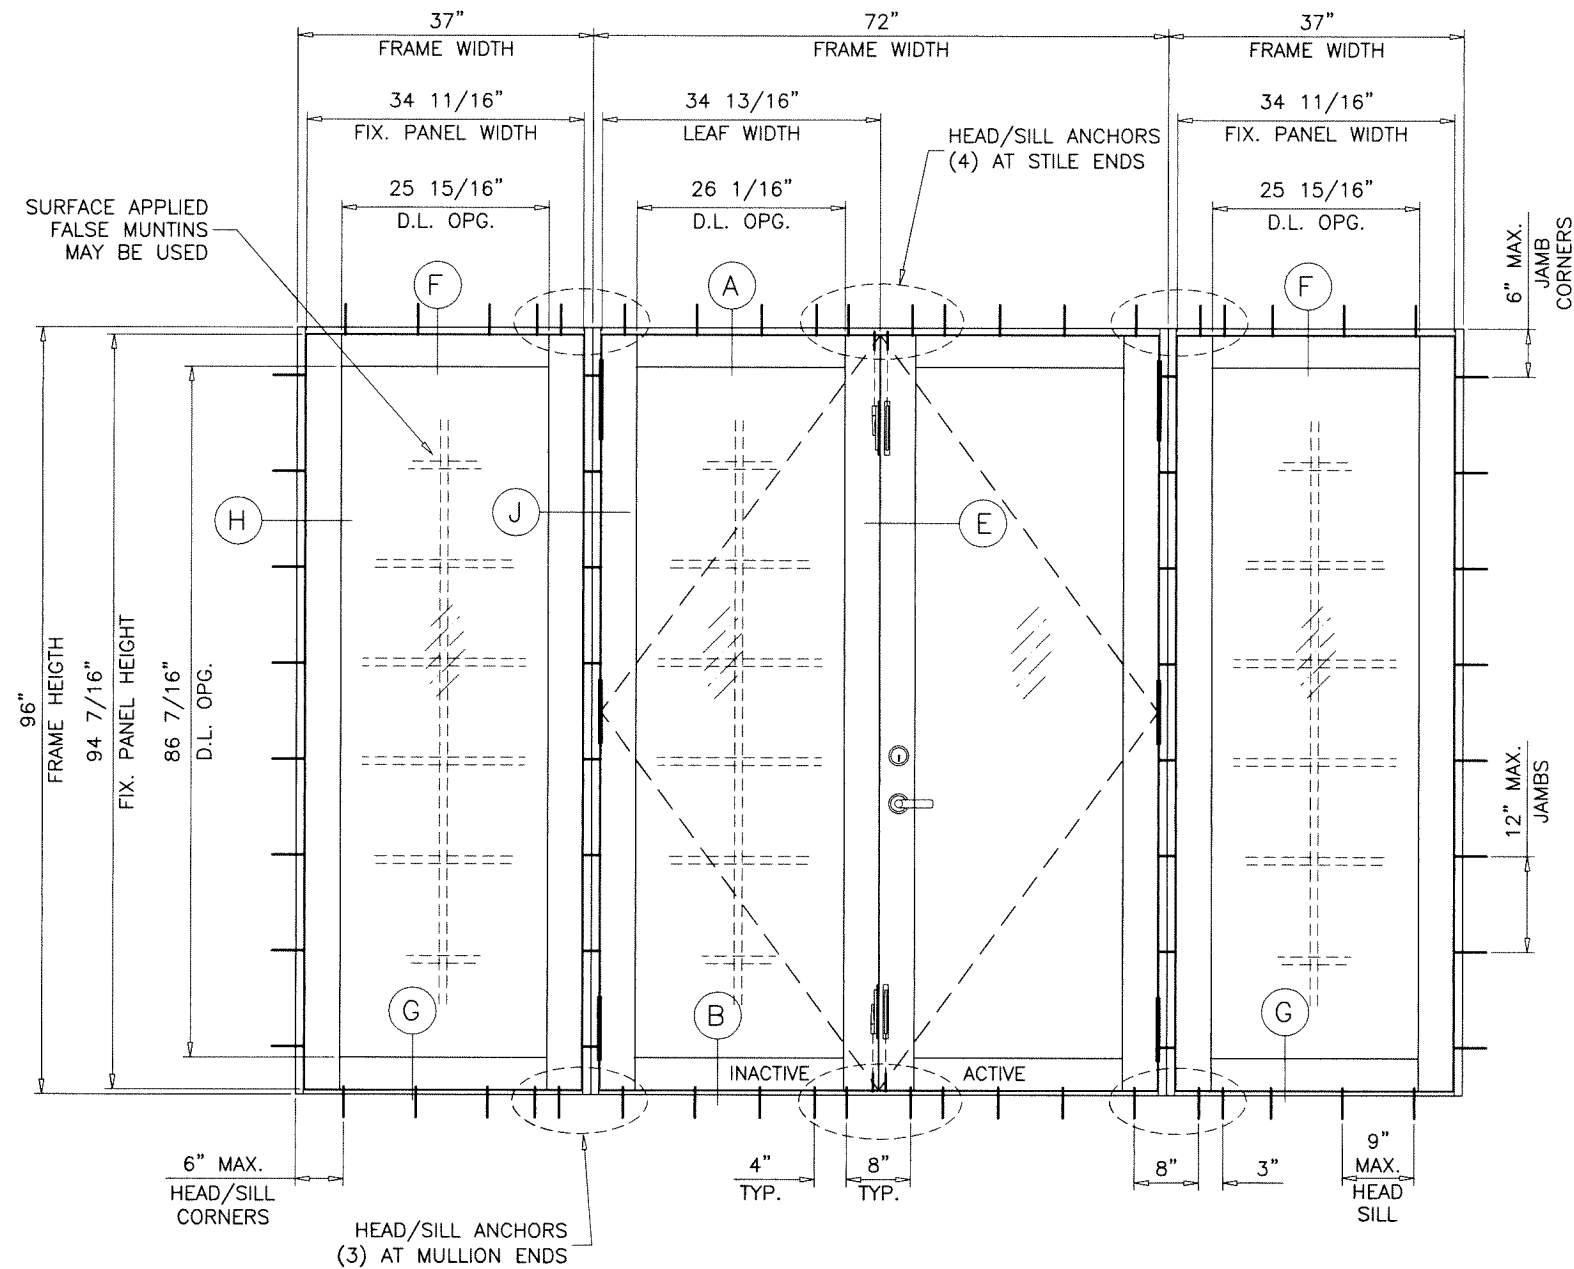 37”
FRAME WIDTH
72”
FRAME WIDTH
37”
FRAME WIDTH
34 11/16”
FIX. PANEL WIDTH
34 13/16”
LEAF WIDTH
HEAD/SILL ANCHORS
(4) AT STILE ENDS
34 11/16”
FIX. PANEL WIDTH
25 15/16”
D.L. OPG.
26 1/16”
D.L. OPG.
25 15/16”
D.L. OPG.
SURFACE APPLIED
FALSE MUNTINS
MAY BE USED
6” MAX.
JAMB
CORNERS
F
A
F
H
J
E
96”
FRAME HEIGTH
94 7/16”
FIX. PANEL HEIGHT
86 7/16”
D.L. OPG.
12” MAX.
JAMBS
G
B
G
INACTIVE
ACTIVE
6” MAX.
HEAD/SILL
CORNERS
4”
TYP.
8”
TYP.
8”
3”
9”
MAX.
HEAD
SILL
HEAD/SILL ANCHORS
(3) AT MULLION ENDS